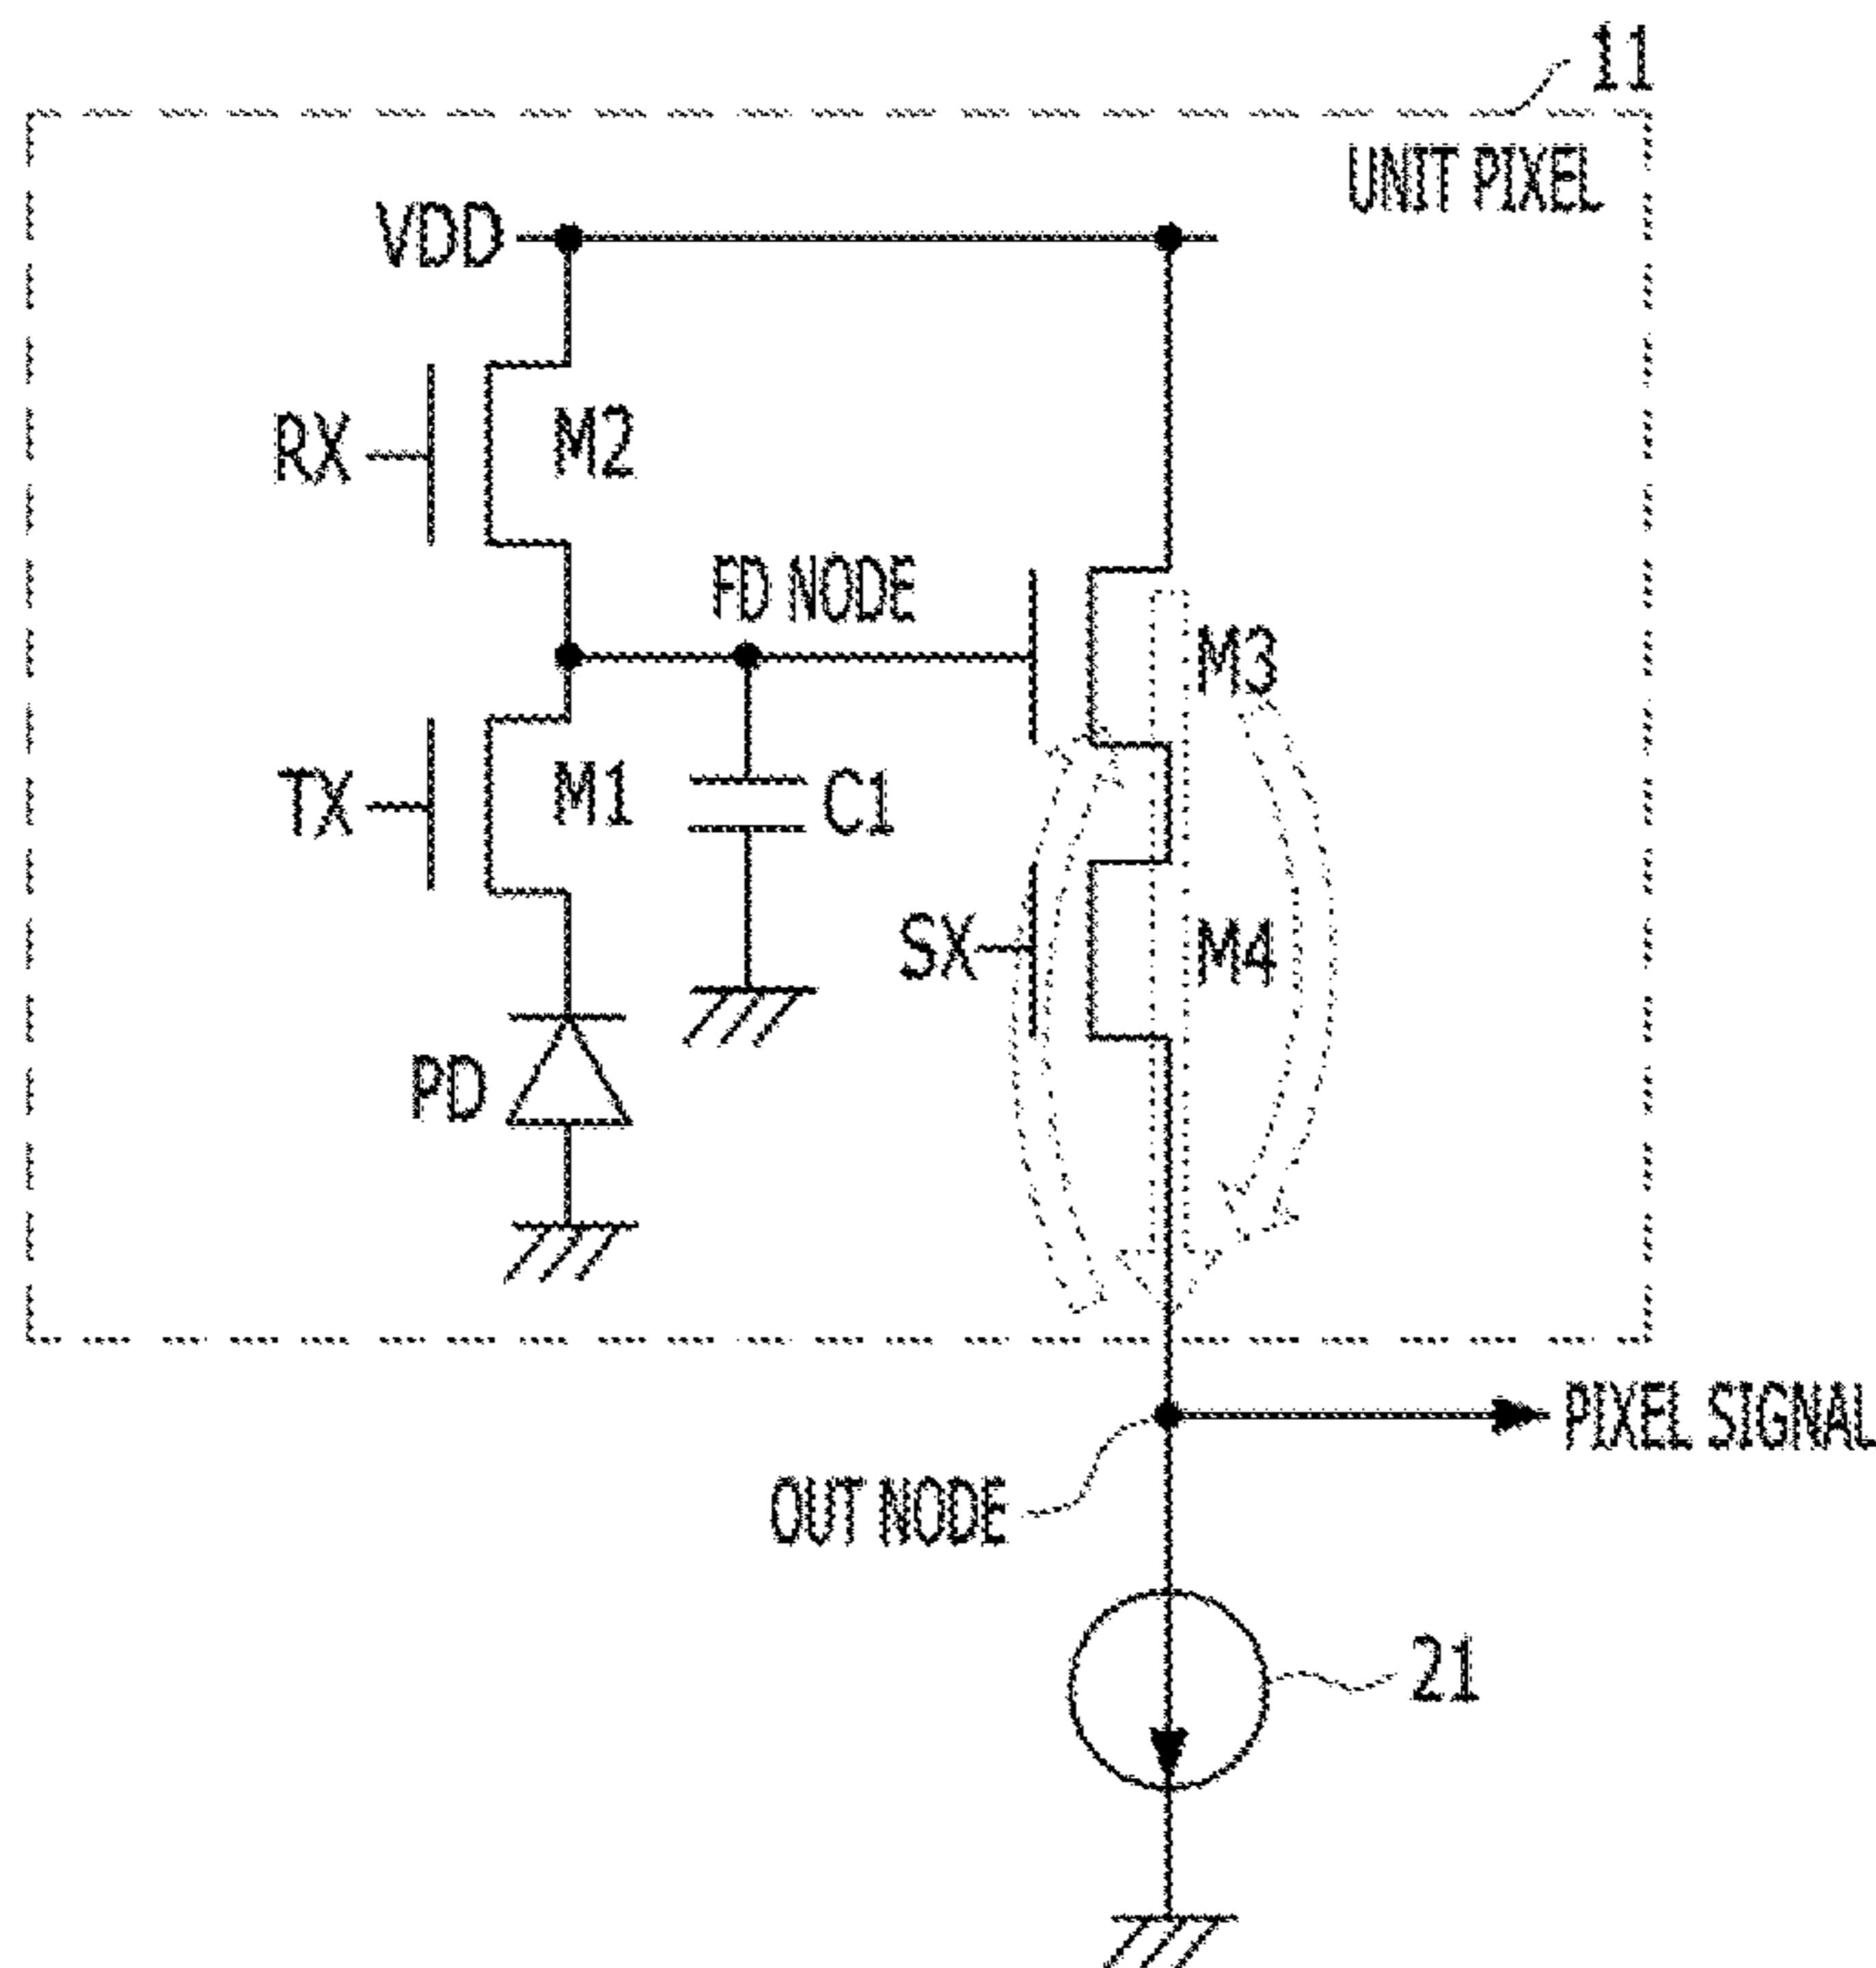 11
UNIT PIXEL
VDD
RX
M2
FD NODE
M3
TX
M1
C1
SX
M4
PD
PIXEL SIGNAL
OUT NODE
21